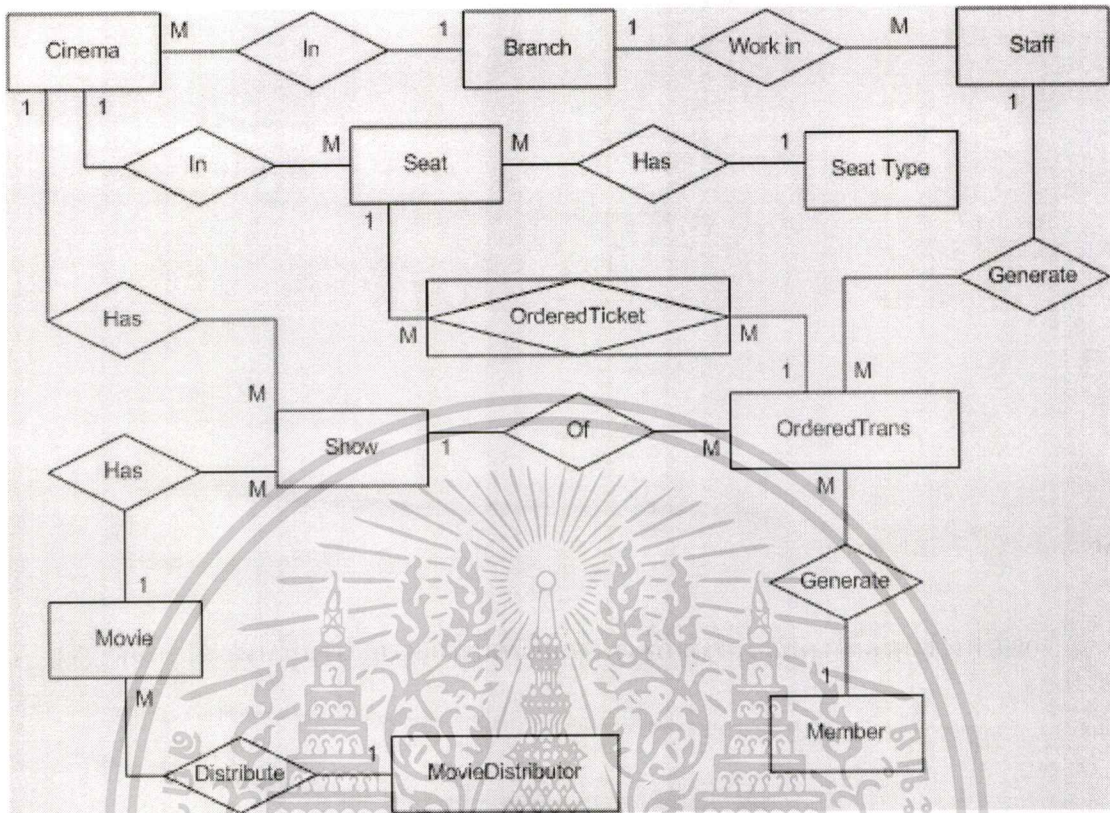 M 1 1 M
Cinema In Branch Work in Staff
1 1 1
M M 1
In Seat Has Seat Type
1
Generate
Has OrderedTicket
M M
1 M
M
Show Of OrderedTrans
Has 1 M
M M
1 Generate
Movie
M 1
Member
1
Distribute MovieDistributor